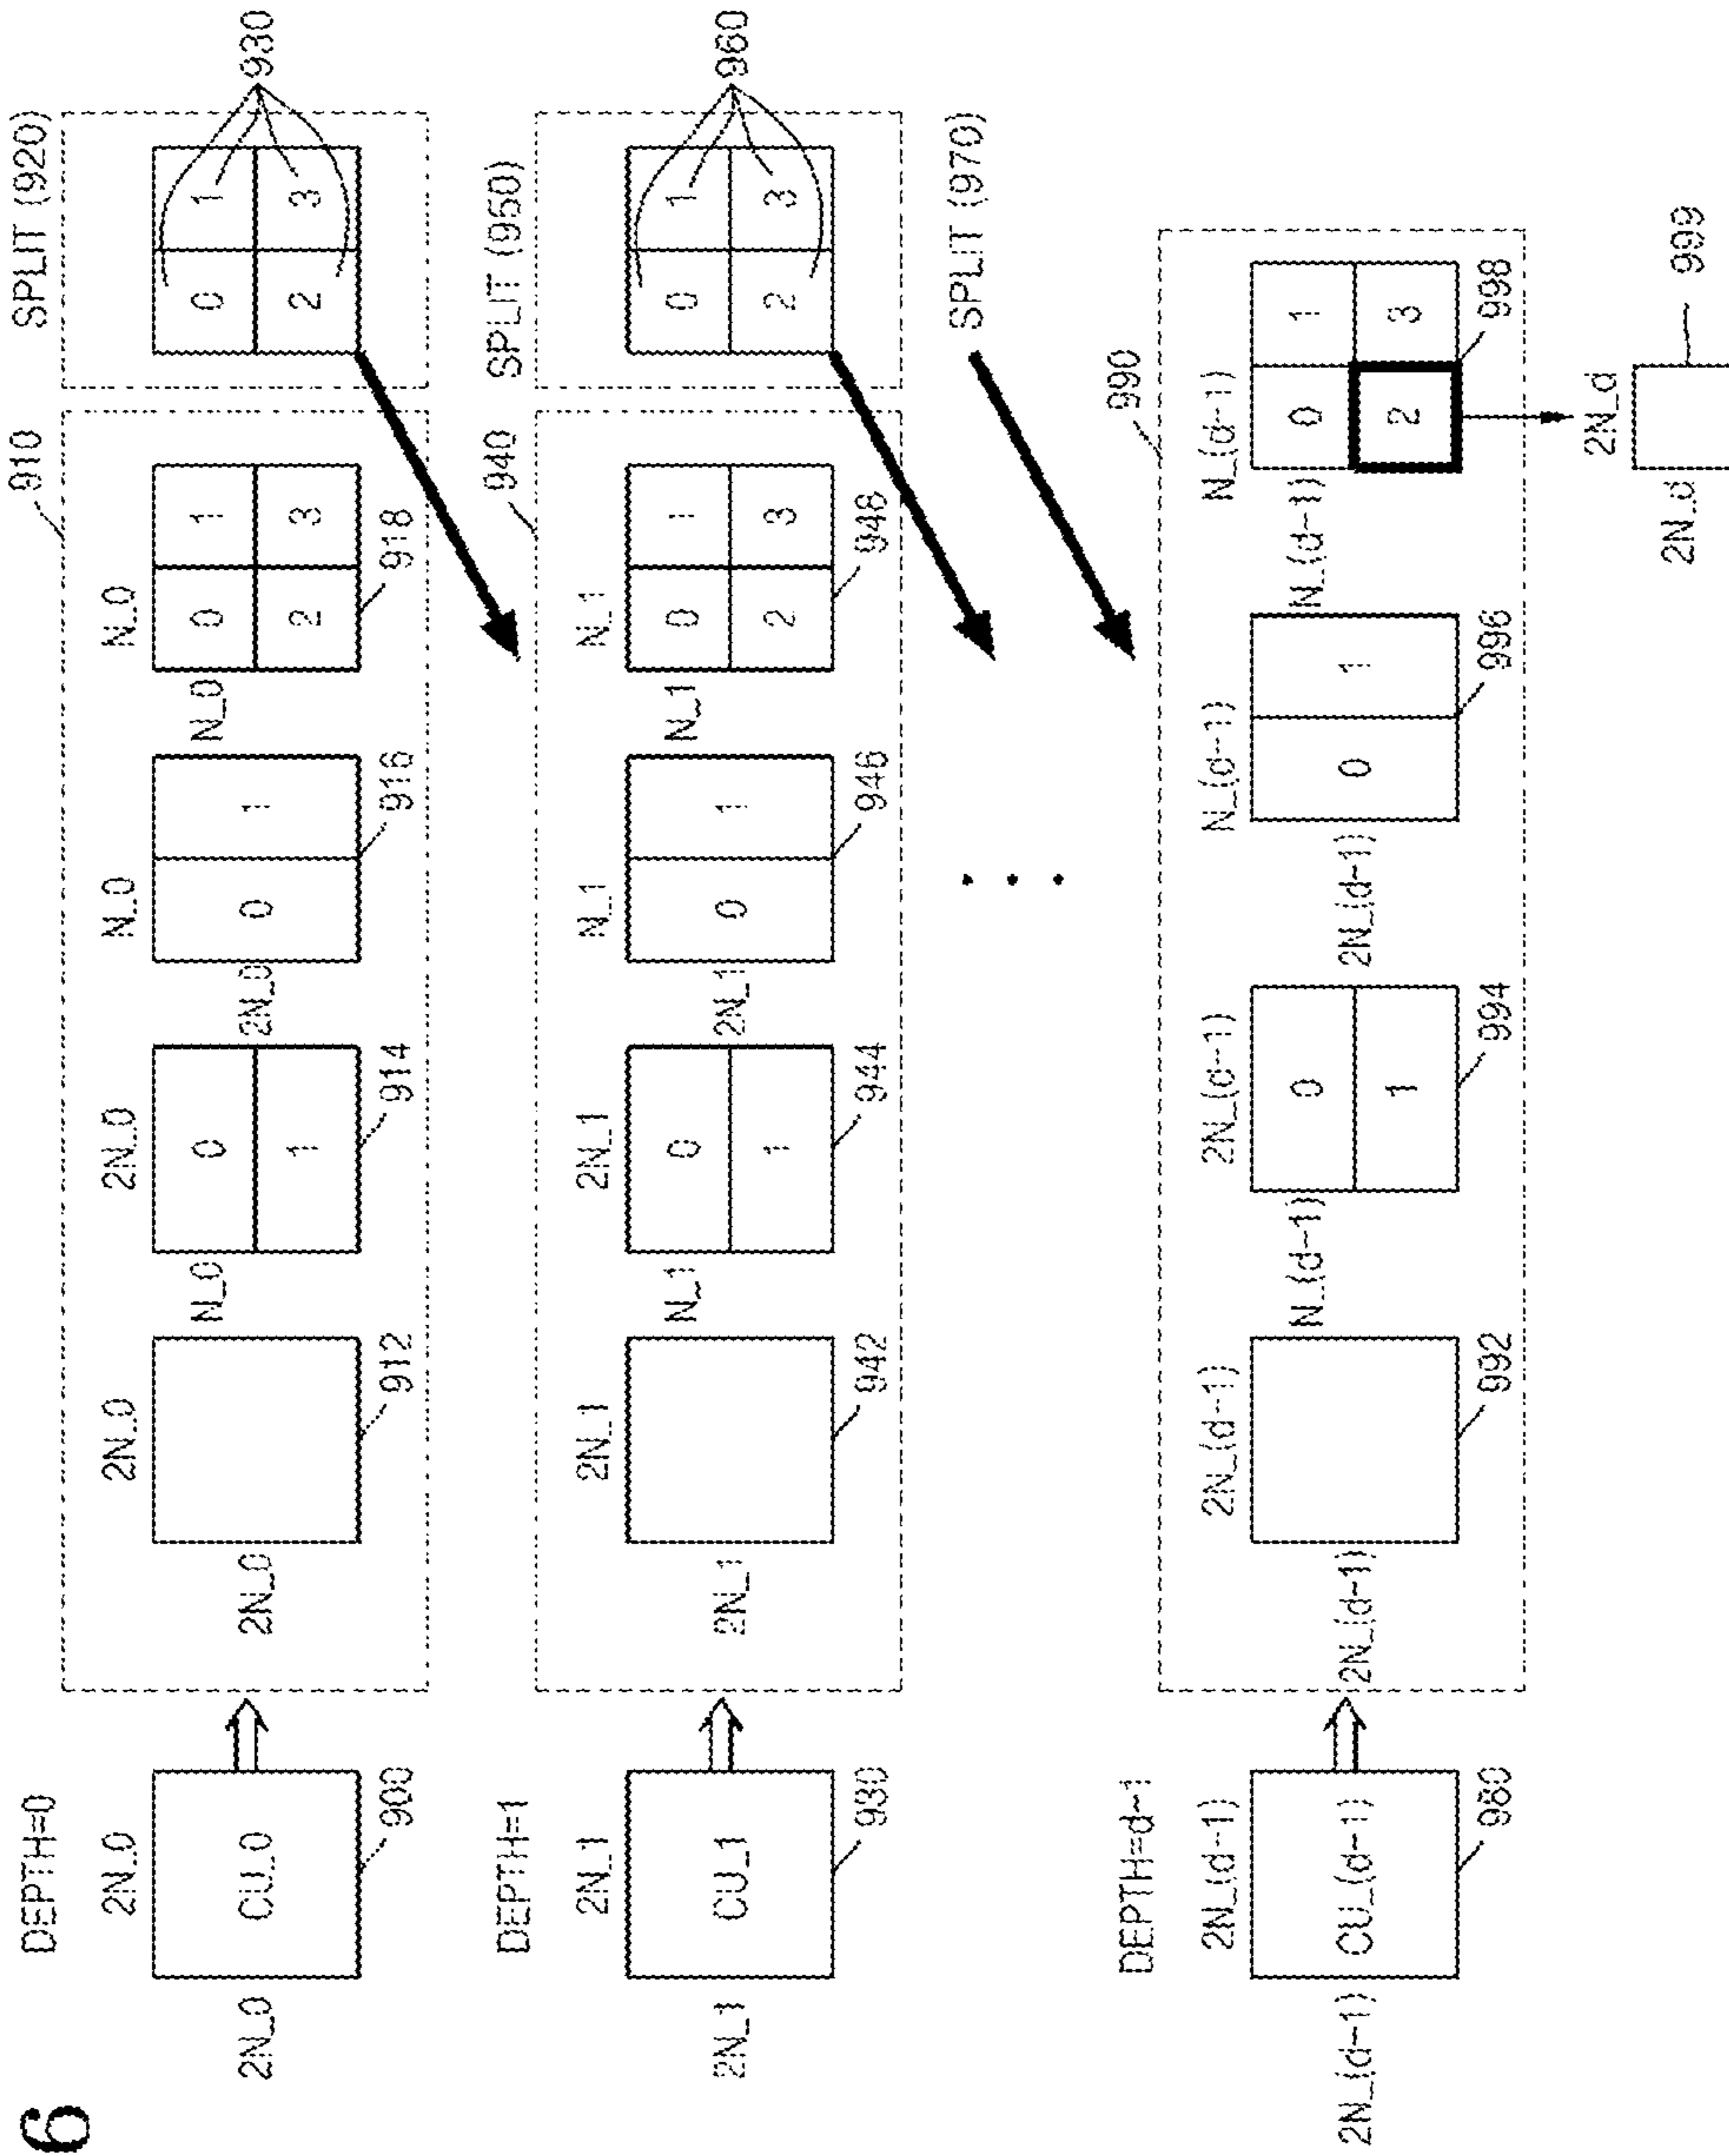 6
DEPTH=0
2N_0
2N_0
CU_0
900
910
2N_0
2N_0
912
2N_0
N_0
0
1
914
N_0
2N_0
0
1
916
N_0
N_0
0
1
2
3
918
SPLIT (920)
0
1
2
3
930
DEPTH=1
2N_1
2N_1
CU_1
930
940
2N_1
2N_1
942
2N_1
N_1
0
1
944
N_1
2N_1
0
1
946
N_1
N_1
0
1
2
3
948
SPLIT (950)
0
1
2
3
960
SPLIT (970)
DEPTH=d-1
2N_(d-1)
2N_(d-1)
CU_(d-1)
980
990
2N_(d-1)
2N_(d-1)
992
2N_(d-1)
N_(d-1)
0
1
994
N_(d-1)
2N_(d-1)
0
1
996
N_(d-1)
N_(d-1)
0
1
2
3
998
2N_d
2N_d
999